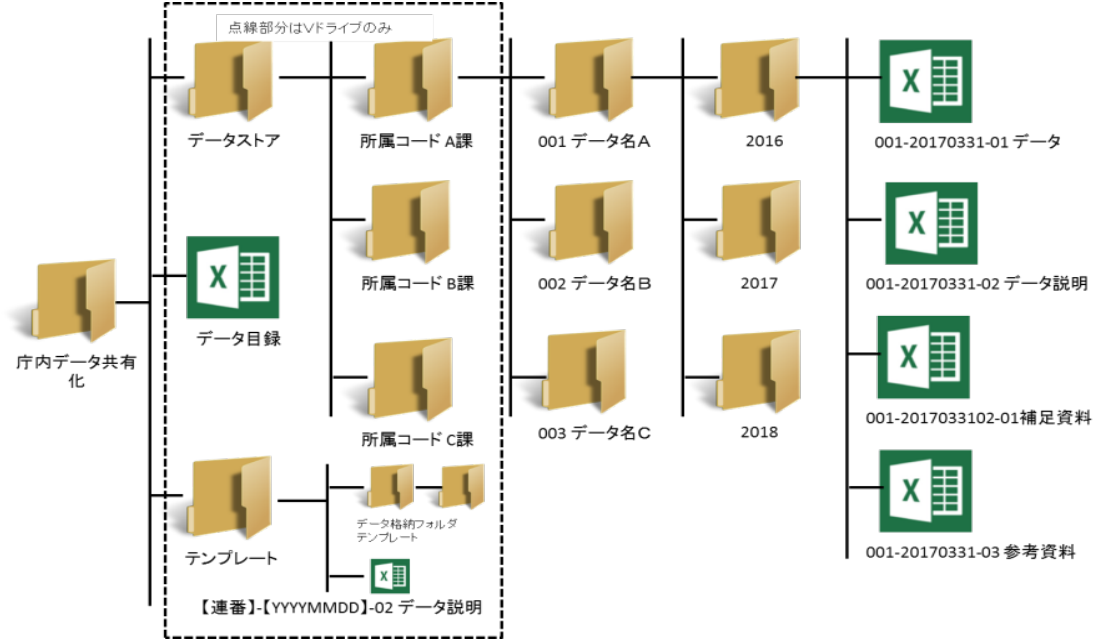 点線部分はVドライブのみ
データストア
所属コード A課
001 データ名A
2016
001-20170331-01 データ
所属コード B課
002 データ名B
2017
001-20170331-02 データ説明
データ目録
庁内データ共有
化
所属コード C課
003 データ名C
2018
001-2017033102-01補足資料
テンプレート
データ格納フォルダ
テンプレート
【連番】-【YYYYMMDD】-02 データ説明
001-20170331-03 参考資料
X
X
X
X
X
X